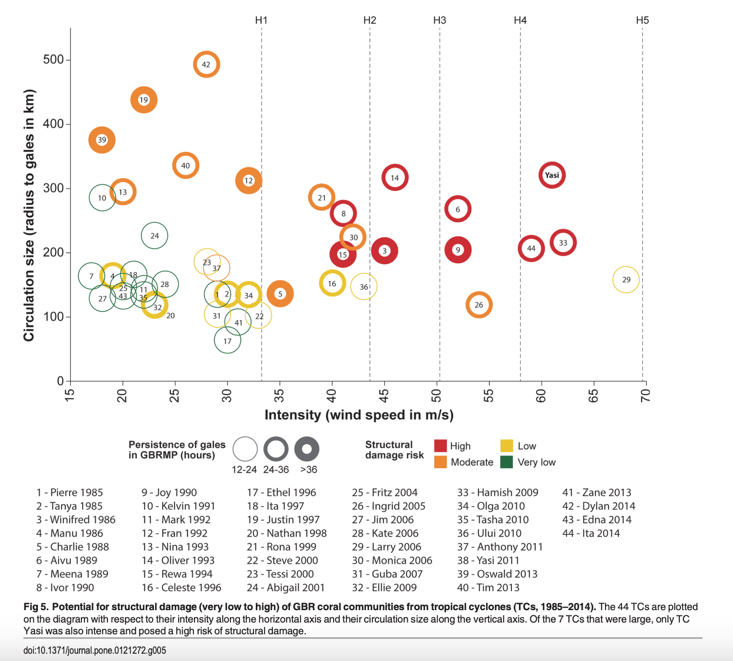 H1 H2 H3 H4 H5
Circulation size (radius to gales in km)
500
400
300
200
100
0
42
19
39
40
12
13
10
14
Yasi
21
8
6
30
24
15
3
9
44
33
23
37
7
4
18
25
43
11
35
28
27
32
20
1
2
34
5
16
36
29
26
31
41
22
17
15 20 25 30 35 40 45 50 55 60 65 70
Intensity (wind speed in m/s)
Persistence of gales
in GBRMP (hours)
12-24 24-36 >36
Structural
damage risk
High
Moderate
Low
Very low
1 - Pierre 1985
2 - Tanya 1985
3 - Winifred 1986
4 - Manu 1986
5 - Charlie 1988
6 - Aivu 1989
7 - Meena 1989
8 - Ivor 1990
9 - Joy 1990
10 - Kelvin 1991
11 - Mark 1992
12 - Fran 1992
13 - Nina 1993
14 - Oliver 1993
15 - Rewa 1994
16 - Celeste 1996
17 - Ethel 1996
18 - Ita 1997
19 - Justin 1997
20 - Nathan 1998
21 - Rona 1999
22 - Steve 2000
23 - Tessi 2000
24 - Abigail 2001
25 - Fritz 2004
26 - Ingrid 2005
27 - Jim 2006
28 - Kate 2006
29 - Larry 2006
30 - Monica 2006
31 - Guba 2007
32 - Ellie 2009
33 - Hamish 2009
34 - Olga 2010
35 - Tasha 2010
36 - Ului 2010
37 - Anthony 2011
38 - Yasi 2011
39 - Oswald 2013
40 - Tim 2013
41 - Zane 2013
42 - Dylan 2014
43 - Edna 2014
44 - Ita 2014
Fig 5. Potential for structural damage (very low to high) of GBR coral communities from tropical cyclones (TCs, 1985–2014). The 44 TCs are plotted
on the diagram with respect to their intensity along the horizontal axis and their circulation size along the vertical axis. Of the 7 TCs that were large, only TC
Yasi was also intense and posed a high risk of structural damage.
doi:10.1371/journal.pone.0121272.g005